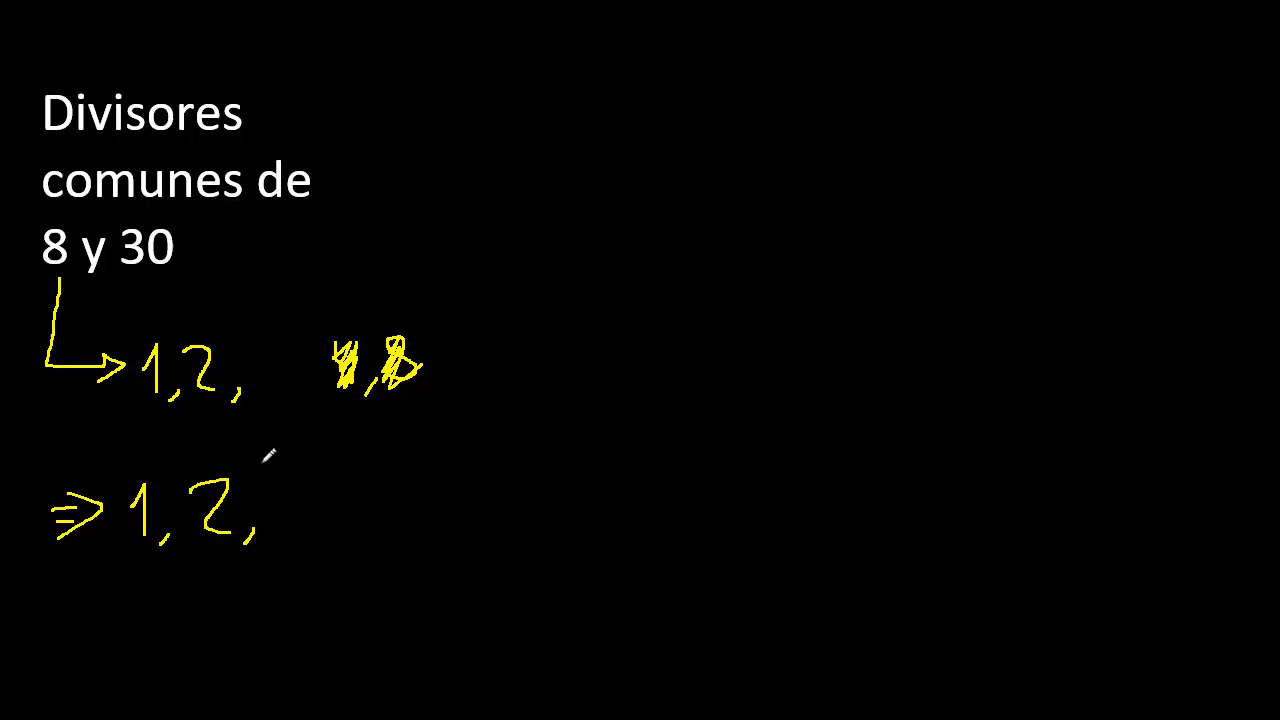 Divisores
comunes de
8 y 30
1, 2,
⇒ 1, 2,